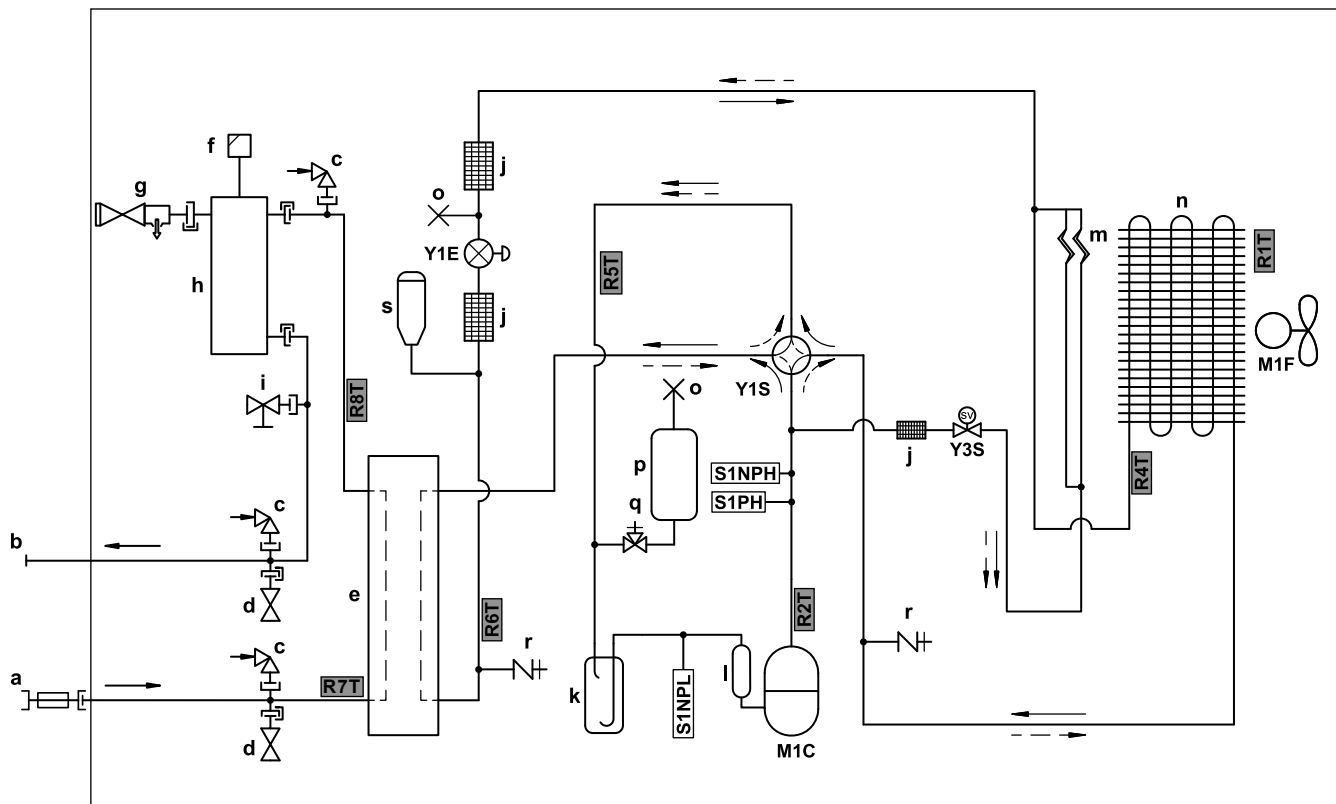 f
c
g
j
o
n
Y1E
R5T
m
R1T
h
s
j
M1F
i
R8T
o
Y1S
SV
p
j
Y3S
S1NPH
R4T
S1PH
q
c
b
e
d
R6T
R2T
r
r
c
a
R7T
k
l
S1NPL
d
M1C